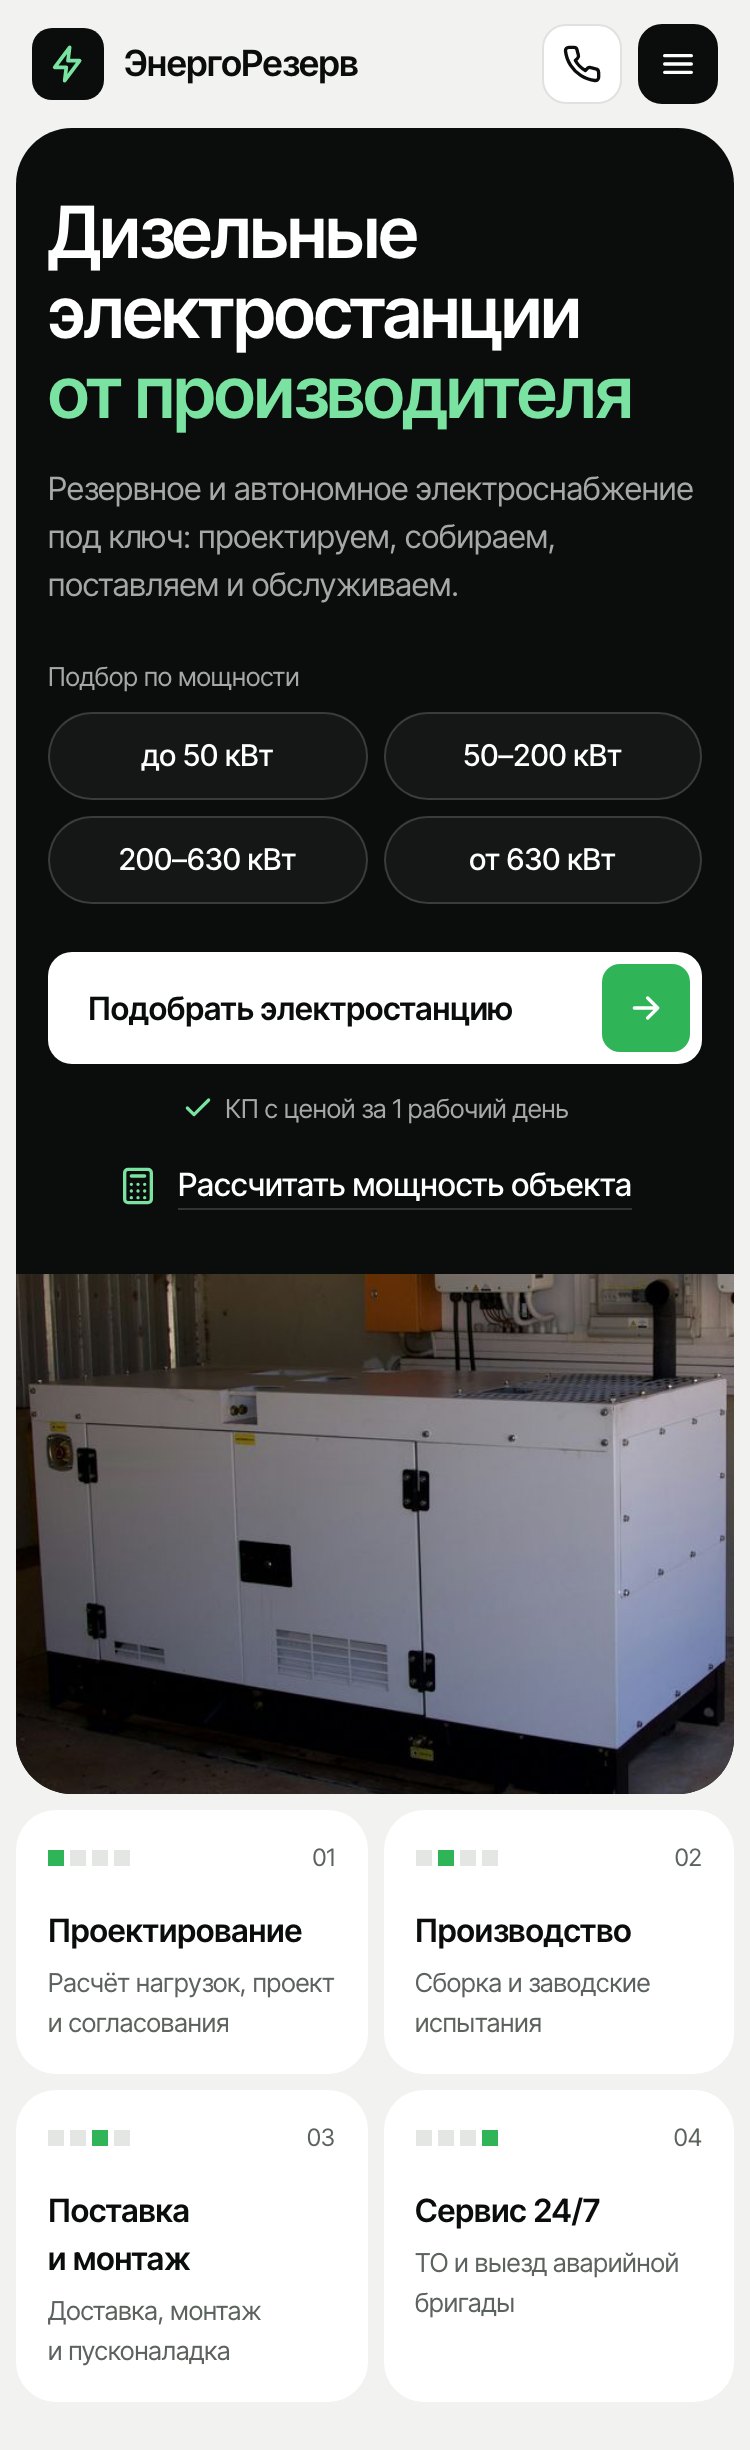 ЭнергоРезерв
Дизельные
электростанции
от производителя
Резервное и автономное электроснабжение
под ключ: проектируем, собираем,
поставляем и обслуживаем.
Подбор по мощности
до 50 кВт
50–200 кВт
200–630 кВт
от 630 кВт
Подобрать электростанцию
КП с ценой за 1 рабочий день
Рассчитать мощность объекта
01
Проектирование
Расчёт нагрузок, проект
и согласования
02
Производство
Сборка и заводские
испытания
03
Поставка
и монтаж
Доставка, монтаж
и пусконаладка
04
Сервис 24/7
ТО и выезд аварийной
бригады